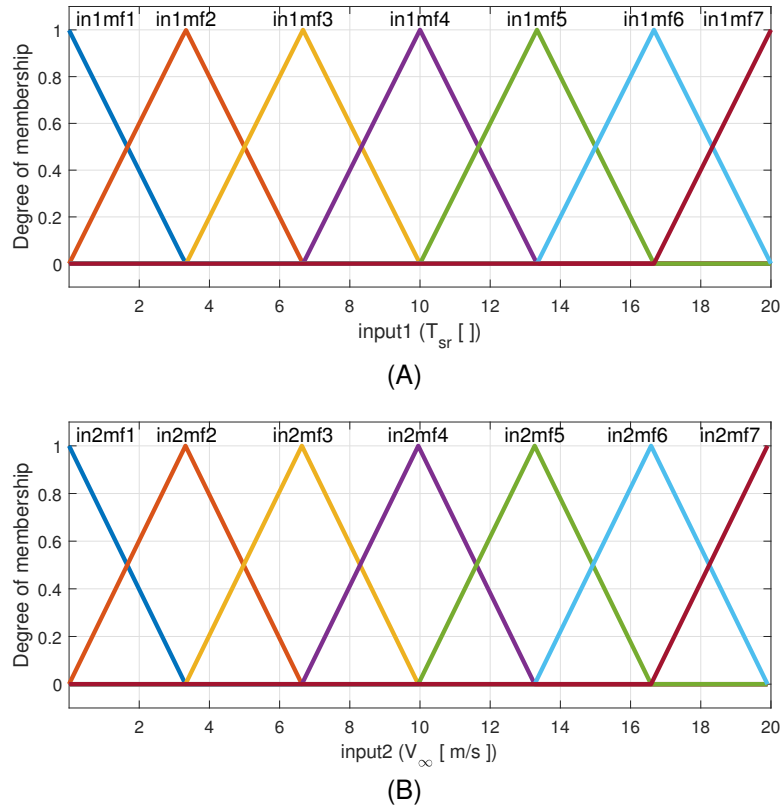 in1mf1 in1mf2 in1mf3 in1mf4 in1mf5 in1mf6 in1mf7
1
0.8
0.6
0.4
0.2
0
Degree of membership
2 4 6 8 10 12 14 16 18 20
input1 (T_sr [ ])
(A)
in2mf1 in2mf2 in2mf3 in2mf4 in2mf5 in2mf6 in2mf7
1
0.8
0.6
0.4
0.2
0
Degree of membership
2 4 6 8 10 12 14 16 18 20
input2 (V_∞ [ m/s ])
(B)